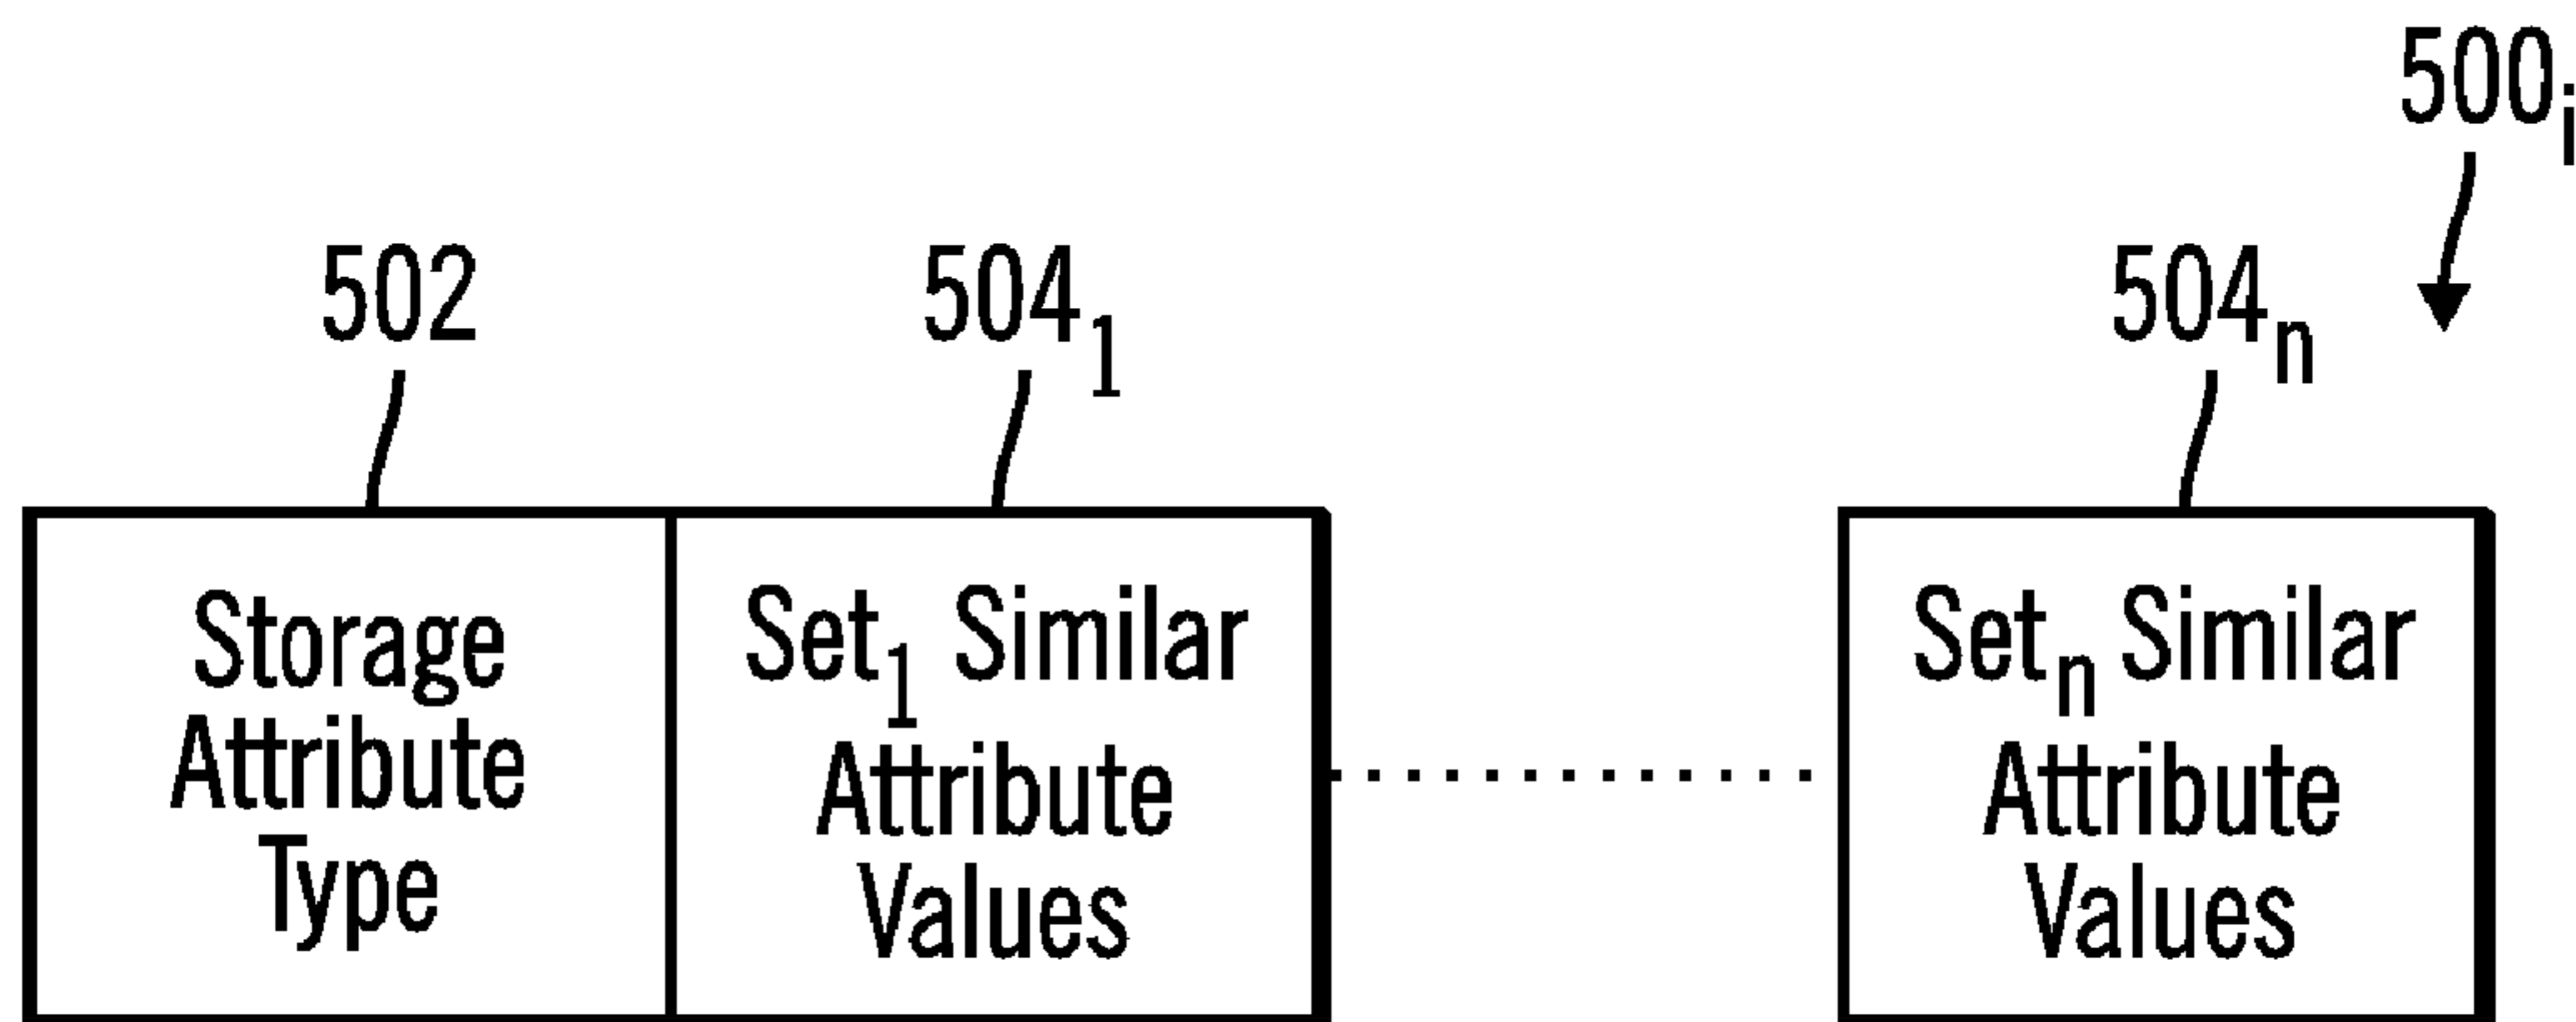 500i
502
5041
504n
Storage
Attribute
Type
Set1 Similar
Attribute
Values
Setn Similar
Attribute
Values